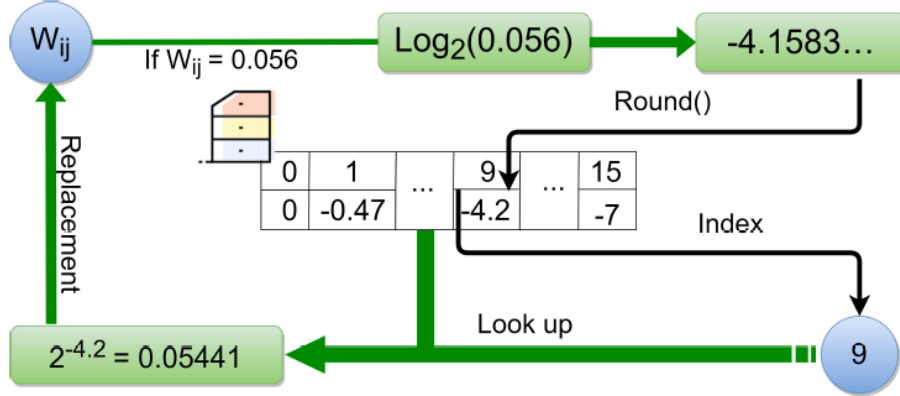 Wij
If Wij = 0.056
Log2(0.056)
-4.1583...
Round()
0 1 ... 9 ... 15
0 -0.47 -4.2 -7
Replacement
Index
Look up
2-4.2 = 0.05441
9